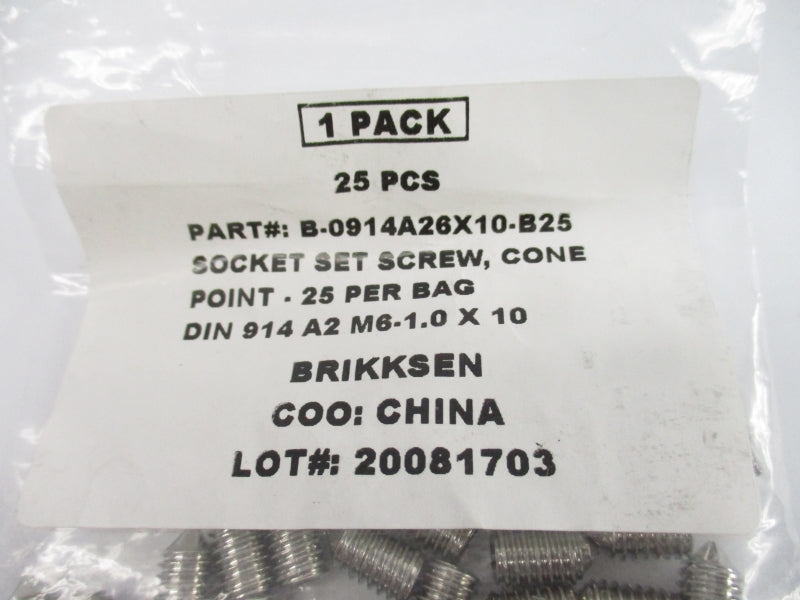 1 PACK
25 PCS
PART#: B-0914A26X10-B25
SOCKET SET SCREW, CONE
POINT - 25 PER BAG
DIN 914 A2 M6-1.0 X 10
BRIKKSEN
COO: CHINA
LOT#: 20081703